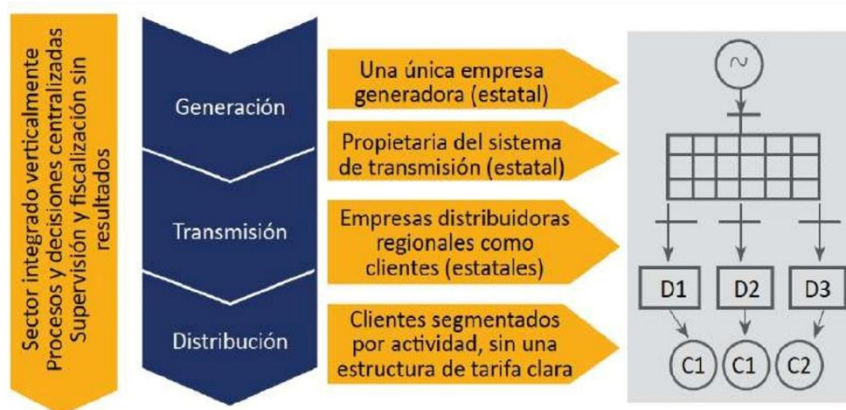 Sector integrado verticalmente
Procesos y decisiones centralizadas
Supervisión y fiscalización sin
resultados
Generación
Transmisión
Distribución
Una única empresa
generadora (estatal)
Propietaria del sistema
de transmisión (estatal)
Empresas distribuidoras
regionales como
clientes (estatales)
Clientes segmentados
por actividad, sin una
estructura de tarifa clara
~
D1 D2 D3
C1 C1 C2